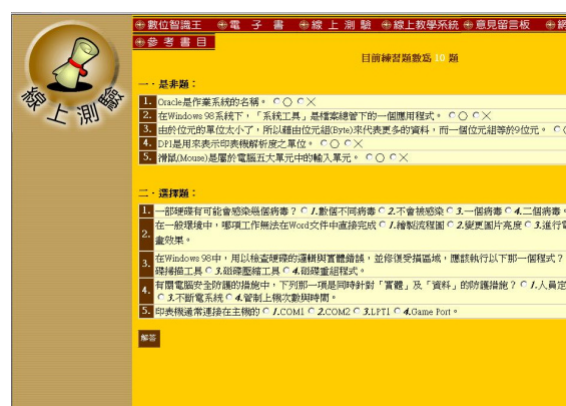 數位智識王 電子書 線上測驗 線上教學系統 意見留言板
參考書目
線上測驗
目前練習題數為 10 題
一、是非題：
1. Oracle是作業系統的名稱。 ○ ╳
2. 在Windows 98系統下，「系統工具」是檔案總管下的一個應用程式。 ○ ╳
3. 由於位元的單位太小了，所以藉由位元組(Byte)來代表更多的資料，而一個位元組等於9位元。
4. DPI是用來表示印表機解析度之單位。 ○ ╳
5. 滑鼠(Mouse)是屬於電腦五大單元中的輸入單元。 ○ ╳
二、選擇題：
1. 一部硬碟有可能會感染幾個病毒？ 1.數個不同病毒 2.不會被感染 3.一個病毒 4.二個病毒。
2. 在一般環境中，哪項工作無法在Word文件中直接完成 1.繪製流程圖 2.變更圖片亮度 3.進行
畫效果。
3. 在Windows 98中，用以檢查硬碟的邏輯與實體錯誤，並修復受損區域，應該執行以下那一個程式？
碟掃描工具 3.磁碟壓縮工具 4.磁碟重組程式。
4. 有關電腦安全防護的措施中，下列那一項是同時針對「實體」及「資料」的防護措施？ 1.人員定
3.不斷電系統 4.管制上機次數與時間。
5. 印表機通常連接在主機的 1.COM1 2.COM2 3.LPT1 4.Game Port。
解答